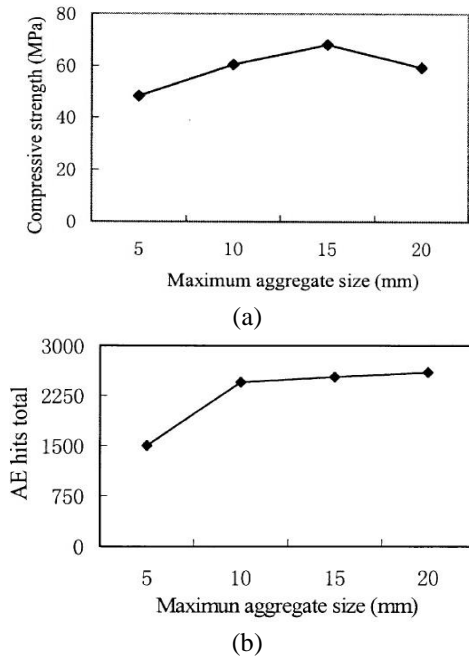 80
60
40
20
0
Compressive strength (MPa)
5 10 15 20
Maximum aggregate size (mm)
(a)
3000
2250
1500
750
0
AE hits total
5 10 15 20
Maximun aggregate size (mm)
(b)